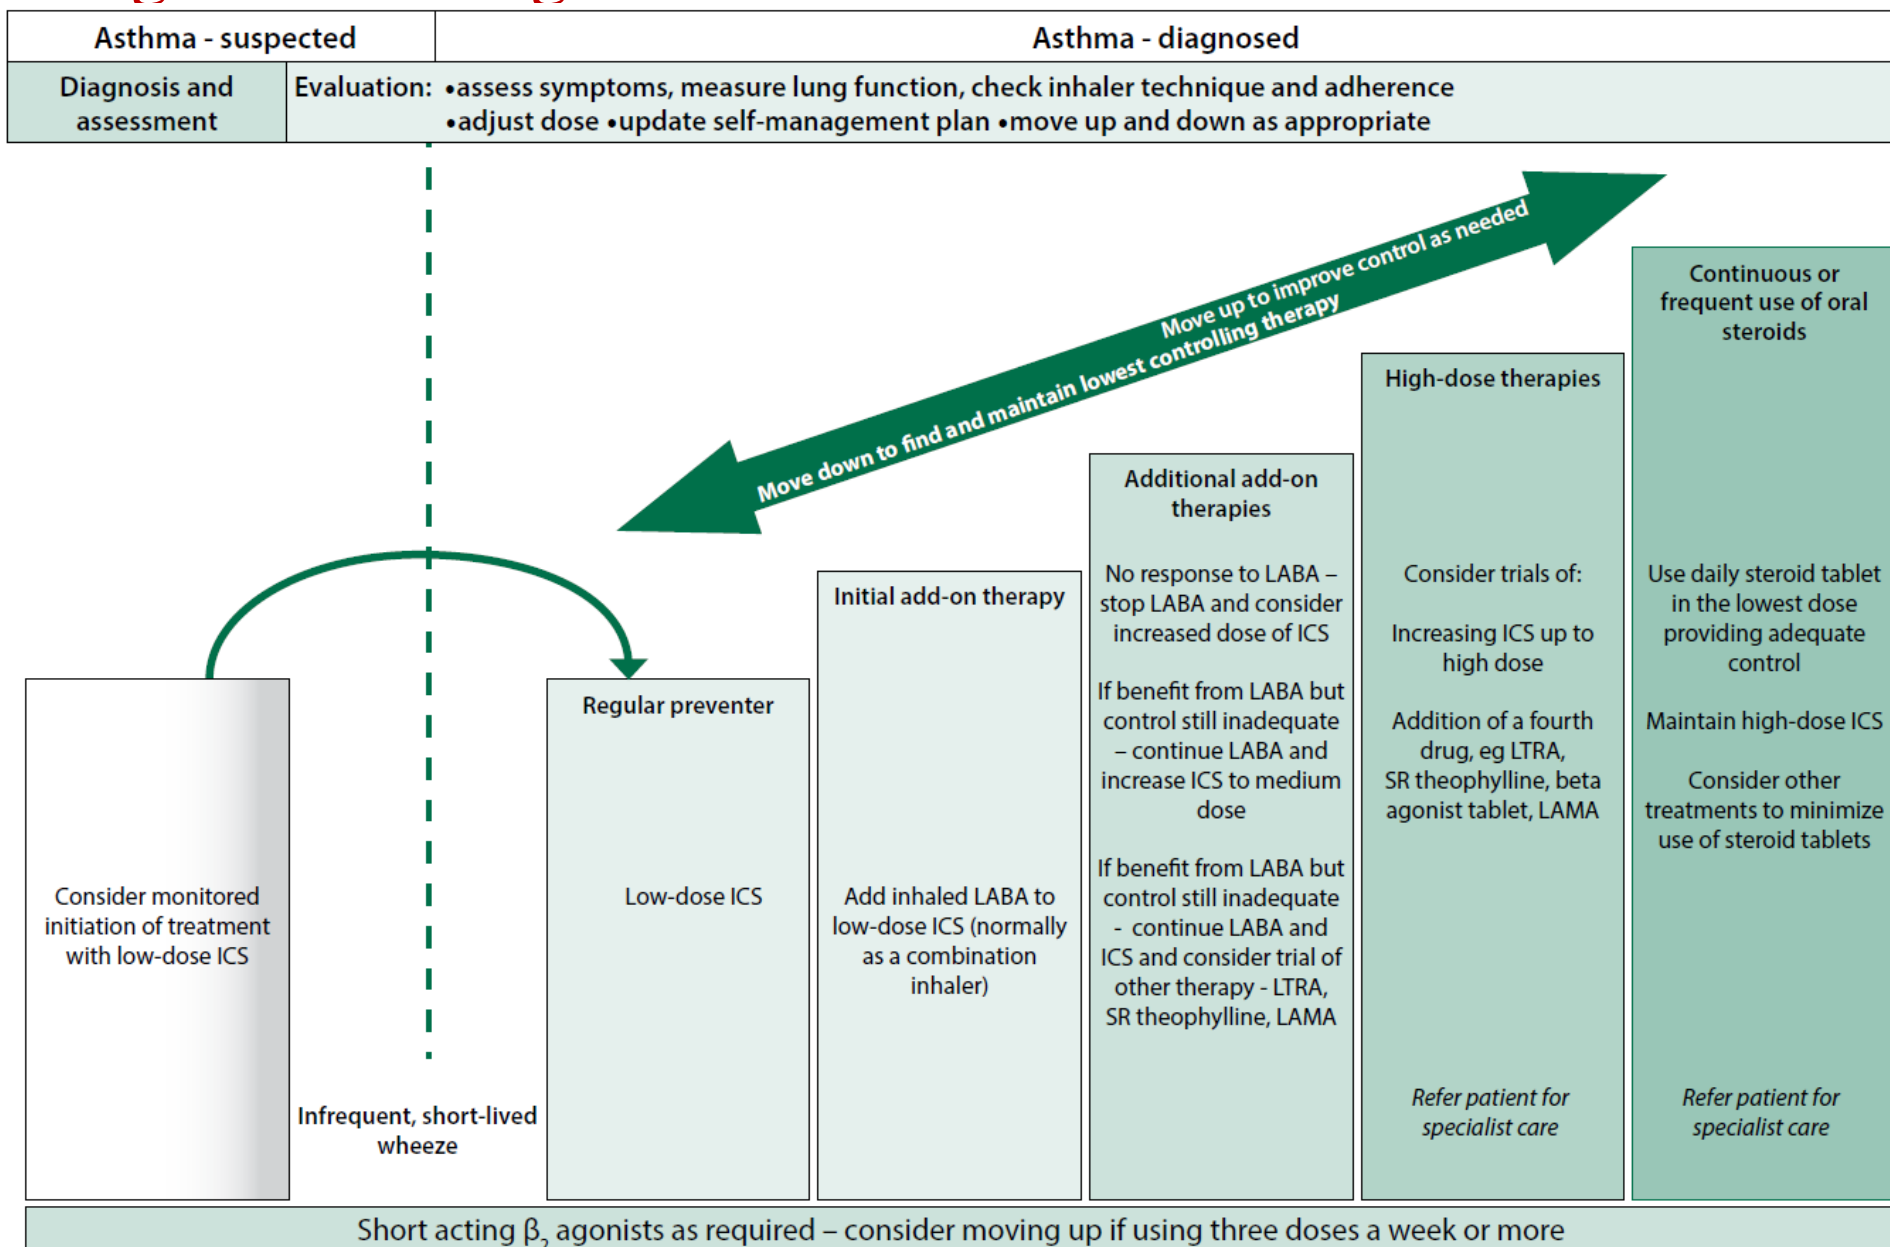 Asthma - suspected
Asthma - diagnosed
Diagnosis and
assessment
Evaluation: •assess symptoms, measure lung function, check inhaler technique and adherence
•adjust dose •update self-management plan •move up and down as appropriate
Move up to improve control as needed
Move down to find and maintain lowest controlling therapy
Consider monitored
initiation of treatment
with low-dose ICS
Infrequent, short-lived
wheeze
Regular preventer
Low-dose ICS
Initial add-on therapy
Add inhaled LABA to
low-dose ICS (normally
as a combination
inhaler)
Additional add-on
therapies
No response to LABA –
stop LABA and consider
increased dose of ICS
If benefit from LABA but
control still inadequate
– continue LABA and
increase ICS to medium
dose
If benefit from LABA but
control still inadequate
- continue LABA and
ICS and consider trial of
other therapy - LTRA,
SR theophylline, LAMA
High-dose therapies
Consider trials of:
Increasing ICS up to
high dose
Addition of a fourth
drug, eg LTRA,
SR theophylline, beta
agonist tablet, LAMA
Refer patient for
specialist care
Continuous or
frequent use of oral
steroids
Use daily steroid tablet
in the lowest dose
providing adequate
control
Maintain high-dose ICS
Consider other
treatments to minimize
use of steroid tablets
Refer patient for
specialist care
Short acting β₂ agonists as required – consider moving up if using three doses a week or more